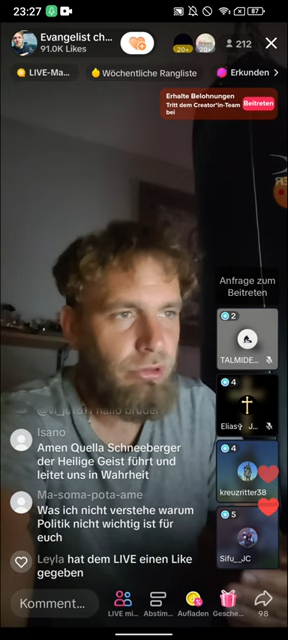 23:27
87
Evangelist ch...
91.0K Likes
20+
20+
212
LIVE-Ma...
Wöchentliche Rangliste
Erkunden
Erhalte Belohnungen
Tritt dem Creator*in-Team
bei
Beitreten
Anfrage zum
Beitreten
2
TALMIDE...
4
Elias✞ J...
4
kreuzritter38
5
Sifu__JC
hallo bruder
Isano
Amen Quella Schneeberger
der Heilige Geist führt und
leitet uns in Wahrheit
Ma-soma-pota-ame
Was ich nicht verstehe warum
Politik nicht wichtig ist für
euch
Leyla hat dem LIVE einen Like
gegeben
Komment...
LIVE mi...
Abstim...
Aufladen
Gesche...
98